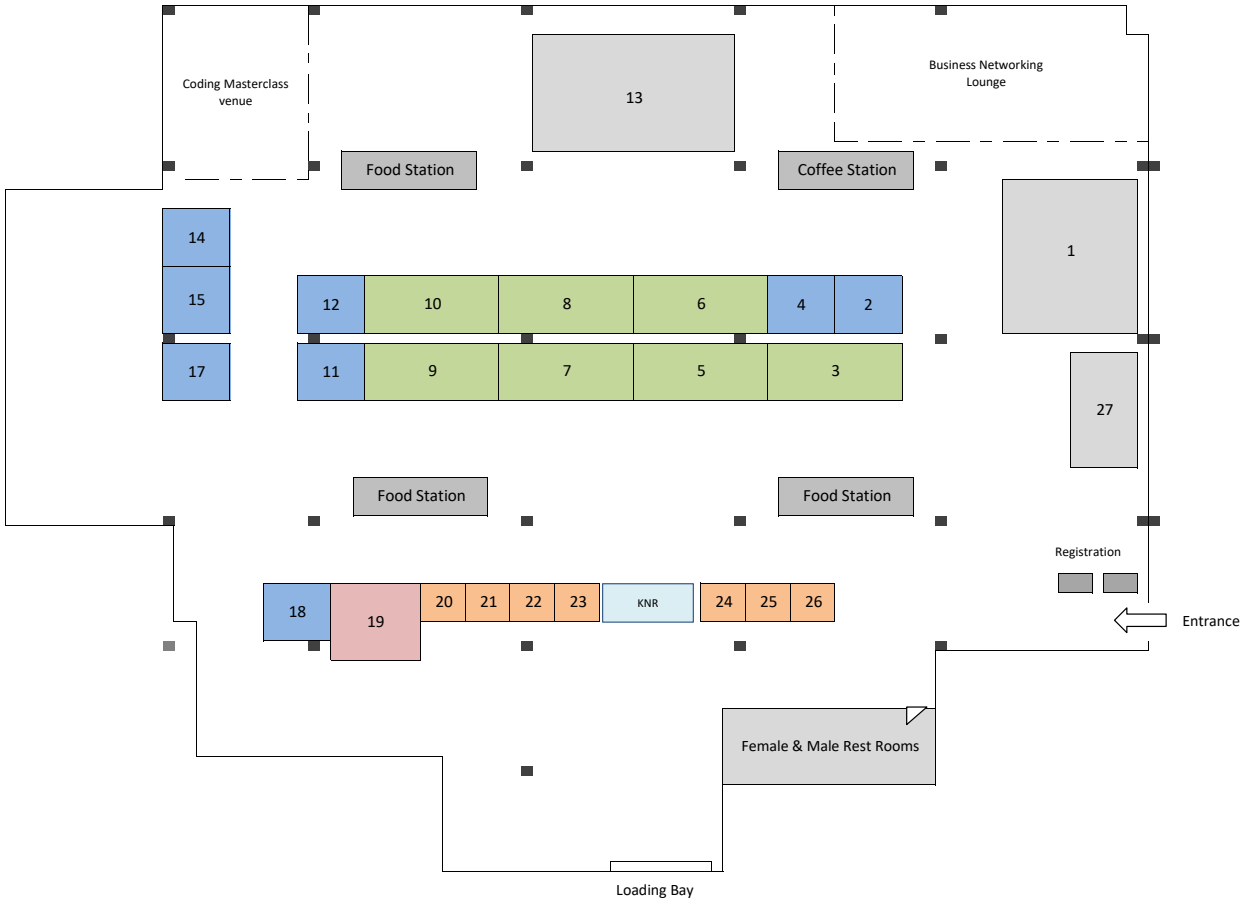 Coding Masterclass
venue
13
Business Networking
Lounge
Food Station
Coffee Station
14
1
15
12
10
8
6
4
2
17
11
9
7
5
3
27
Food Station
Food Station
Registration
18
19
20
21
22
23
KNR
24
25
26
Entrance
Female & Male Rest Rooms
Loading Bay